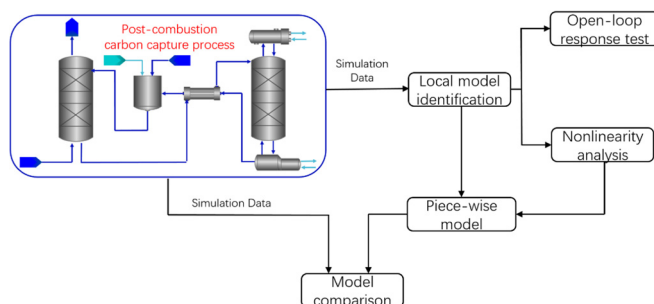 Post-combustion
carbon capture process
Simulation
Data
Local model
identification
Open-loop
response test
Nonlinearity
analysis
Simulation Data
Piece-wise
model
Model
comparison